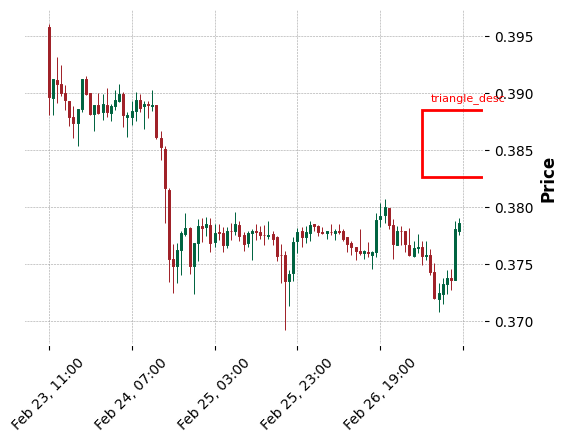 0.395
0.390
triangle_desc
0.385
0.380
0.375
0.370
Price
Feb 23, 11:00
Feb 24, 07:00
Feb 25, 03:00
Feb 25, 23:00
Feb 26, 19:00